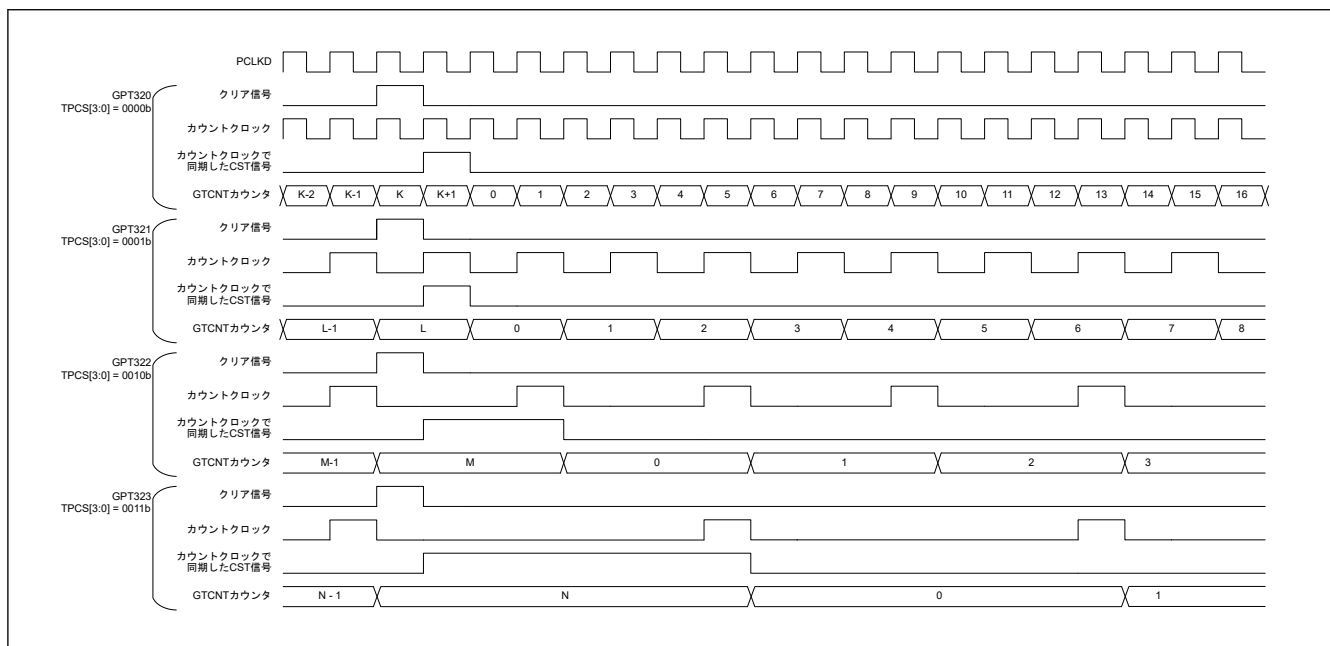 PCLKD
GPT320
TPCS[3:0] = 0000b
クリア信号
カウントクロック
カウントクロックで
同期したCST信号
GTCNTカウンタ K-2 K-1 K K+1 0 1 2 3 4 5 6 7 8 9 10 11 12 13 14 15 16
GPT321
TPCS[3:0] = 0001b
クリア信号
カウントクロック
カウントクロックで
同期したCST信号
GTCNTカウンタ L-1 L 0 1 2 3 4 5 6 7 8
GPT322
TPCS[3:0] = 0010b
クリア信号
カウントクロック
カウントクロックで
同期したCST信号
GTCNTカウンタ M-1 M 0 1 2 3
GPT323
TPCS[3:0] = 0011b
クリア信号
カウントクロック
カウントクロックで
同期したCST信号
GTCNTカウンタ N - 1 N 0 1